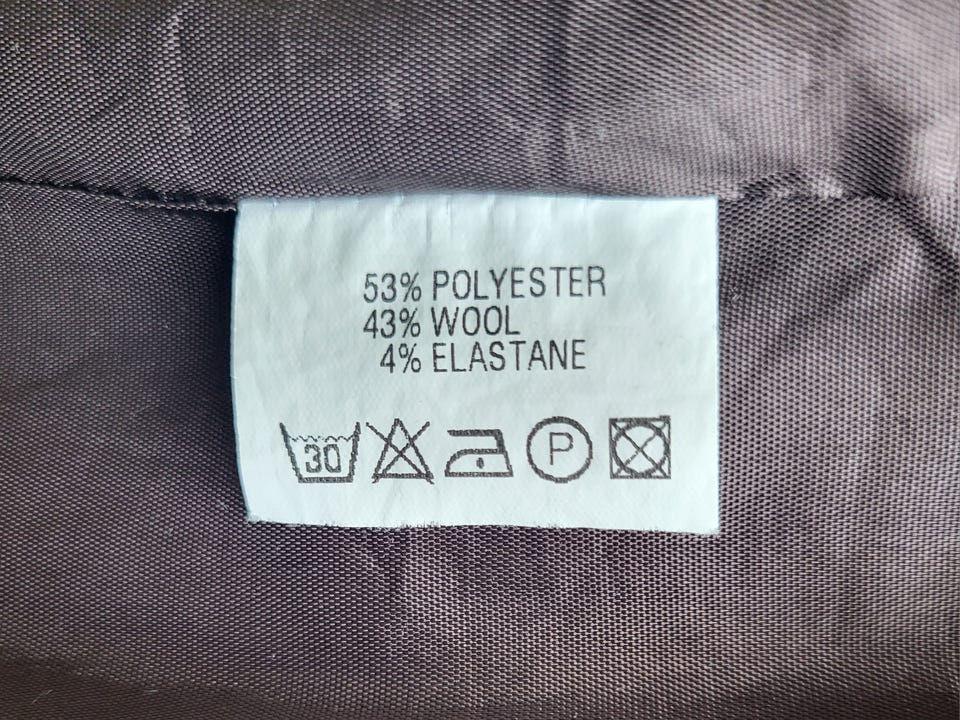 53% POLYESTER
43% WOOL
4% ELASTANE
30 P